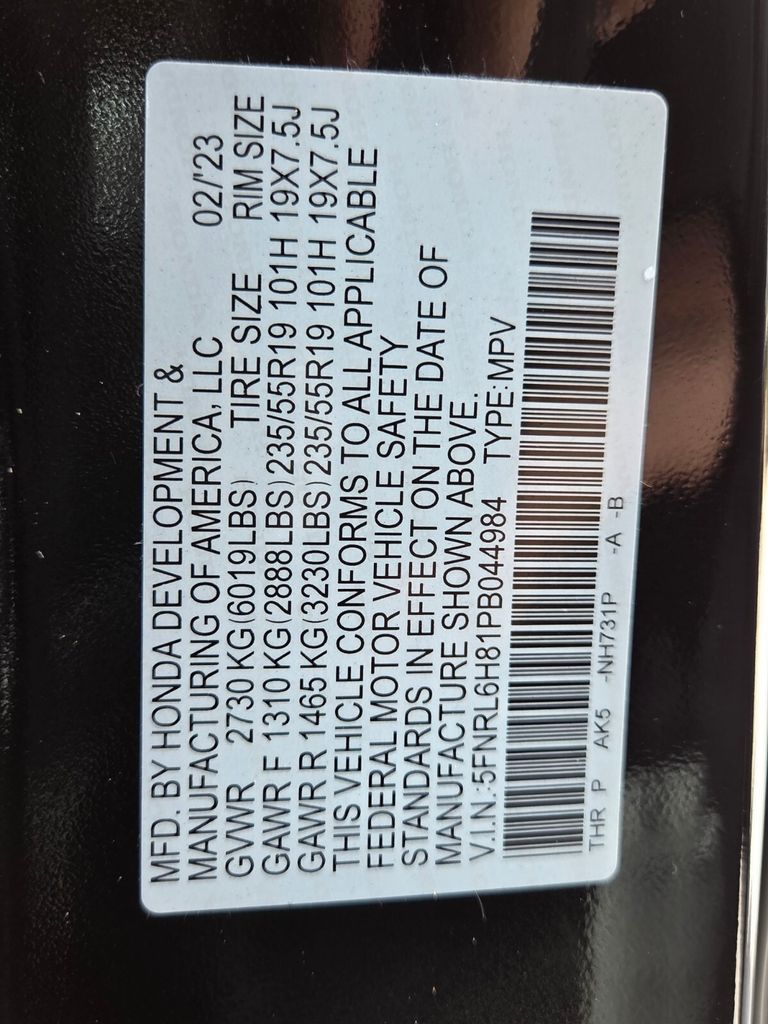 MFD. BY HONDA DEVELOPMENT &
MANUFACTURING OF AMERICA, LLC 02/'23
GVWR 2730 KG(6019LBS) TIRE SIZE RIM SIZE
GAWR F 1310 KG(2888LBS)235/55R19 101H 19X7.5J
GAWR R 1465 KG(3230LBS)235/55R19 101H 19X7.5J
THIS VEHICLE CONFORMS TO ALL APPLICABLE
FEDERAL MOTOR VEHICLE SAFETY
STANDARDS IN EFFECT ON THE DATE OF
MANUFACTURE SHOWN ABOVE.
V.I.N.:5FNRL6H81PB044984 TYPE:MPV
THR P AK5 -NH731P -A -B